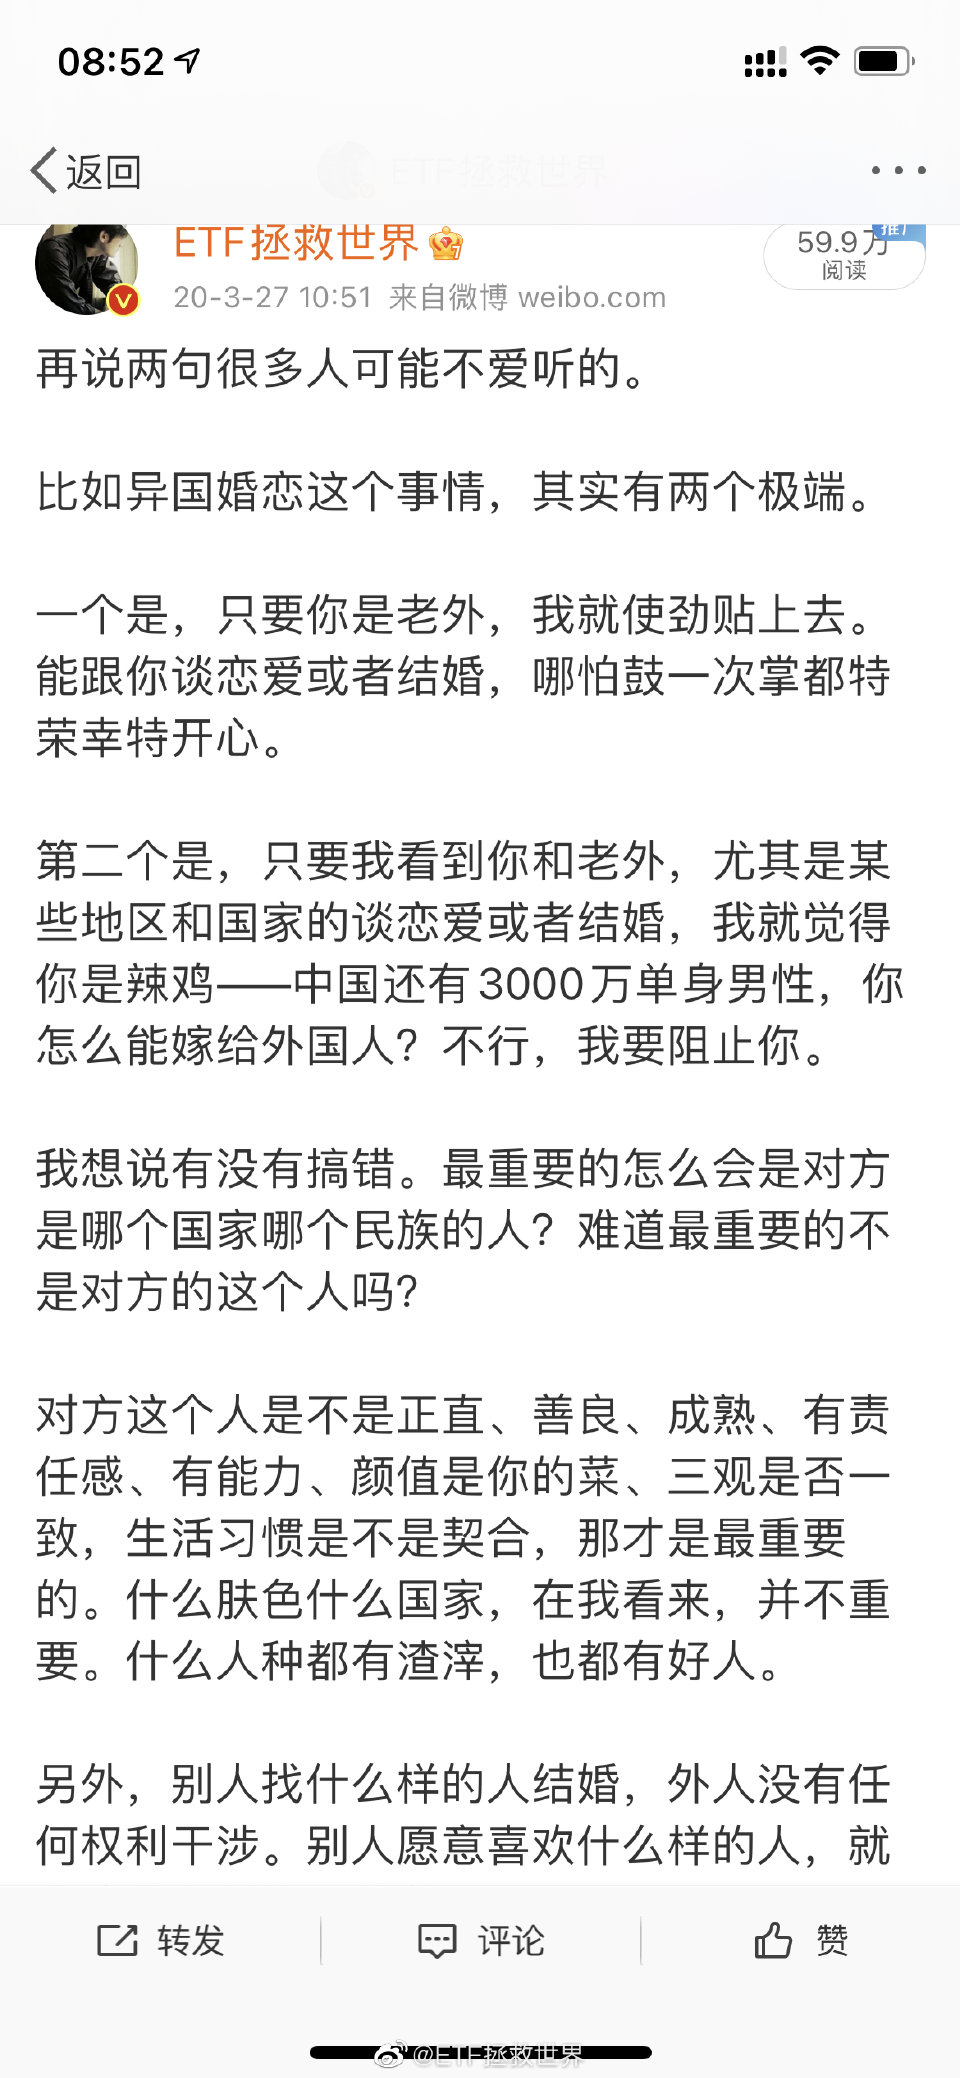 08:52
返回
ETF拯救世界
ETF拯救世界
59.9万
推广
阅读
20-3-27 10:51 来自微博 weibo.com
再说两句很多人可能不爱听的。
比如异国婚恋这个事情，其实有两个极端。
一个是，只要你是老外，我就使劲贴上去。
能跟你谈恋爱或者结婚，哪怕鼓一次掌都特
荣幸特开心。
第二个是，只要我看到你和老外，尤其是某
些地区和国家的谈恋爱或者结婚，我就觉得
你是辣鸡——中国还有3000万单身男性，你
怎么能嫁给外国人？不行，我要阻止你。
我想说有没有搞错。最重要的怎么会是对方
是哪个国家哪个民族的人？难道最重要的不
是对方的这个人吗？
对方这个人是不是正直、善良、成熟、有责
任感、有能力、颜值是你的菜、三观是否一
致，生活习惯是不是契合，那才是最重要
的。什么肤色什么国家，在我看来，并不重
要。什么人种都有渣滓，也都有好人。
另外，别人找什么样的人结婚，外人没有任
何权利干涉。别人愿意喜欢什么样的人，就
转发
评论
赞
@ETF拯救世界